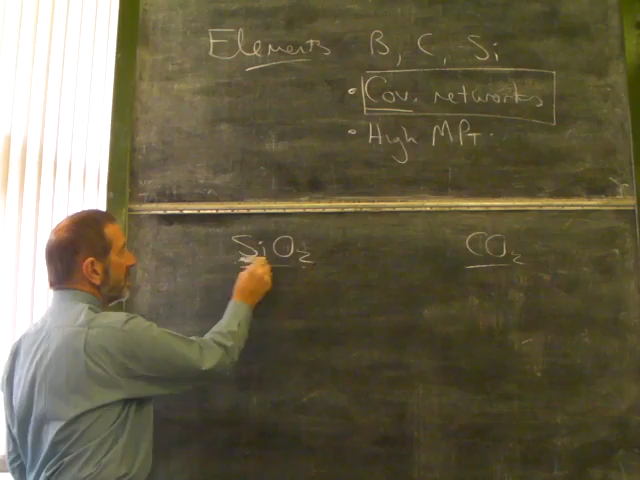 Elements B, C, Si
• Cov. networks
• High MPT.
SiO₂ CO₂